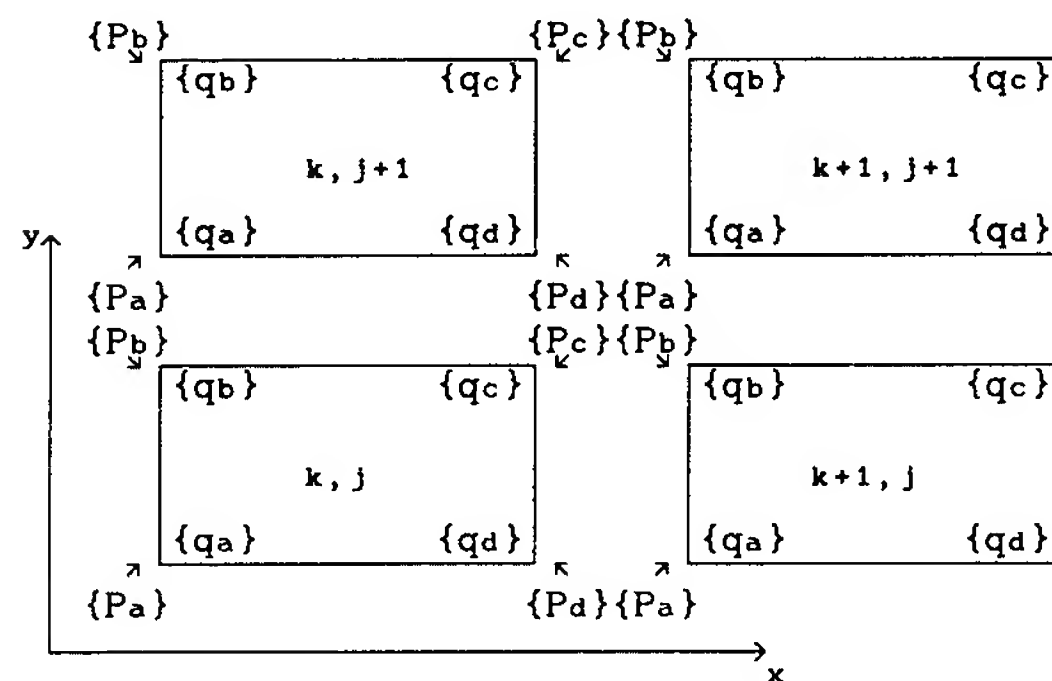 {Pb} {Pc}{Pb}
{qb} {qc} {qb} {qc}
k, j+1 k+1, j+1
{qa} {qd} {qa} {qd}
y
{Pa} {Pd}{Pa}
{Pb} {Pc}{Pb}
{qb} {qc} {qb} {qc}
k, j k+1, j
{qa} {qd} {qa} {qd}
{Pa} {Pd}{Pa}
x